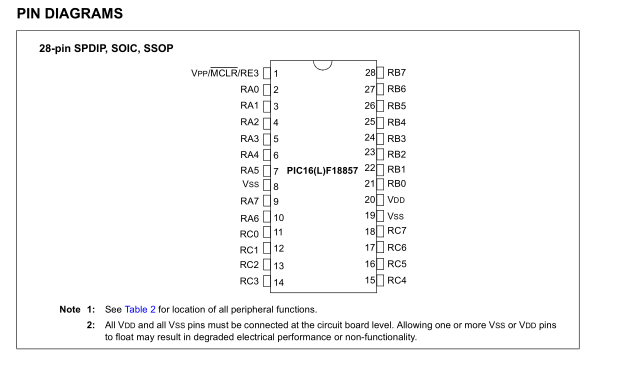 PIN DIAGRAMS
28-pin SPDIP, SOIC, SSOP
VPP/MCLR/RE3 1 28 RB7
RA0 2 27 RB6
RA1 3 26 RB5
RA2 4 25 RB4
RA3 5 24 RB3
RA4 6 23 RB2
RA5 7 PIC16(L)F18857 22 RB1
VSS 8 21 RB0
RA7 9 20 VDD
RA6 10 19 VSS
RC0 11 18 RC7
RC1 12 17 RC6
RC2 13 16 RC5
RC3 14 15 RC4
Note 1: See Table 2 for location of all peripheral functions.
2: All VDD and all VSS pins must be connected at the circuit board level. Allowing one or more VSS or VDD pins
to float may result in degraded electrical performance or non-functionality.